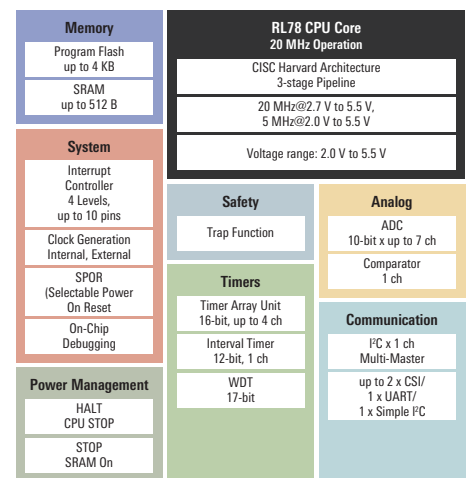 Memory
Program Flash
up to 4 KB
SRAM
up to 512 B
RL78 CPU Core
20 MHz Operation
CISC Harvard Architecture
3-stage Pipeline
20 MHz@2.7 V to 5.5 V,
5 MHz@2.0 V to 5.5 V
Voltage range: 2.0 V to 5.5 V
System
Interrupt
Controller
4 Levels,
up to 10 pins
Clock Generation
Internal, External
SPOR
(Selectable Power
On Reset
On-Chip
Debugging
Power Management
HALT
CPU STOP
STOP
SRAM On
Safety
Trap Function
Timers
Timer Array Unit
16-bit, up to 4 ch
Interval Timer
12-bit, 1 ch
WDT
17-bit
Analog
ADC
10-bit x up to 7 ch
Comparator
1 ch
Communication
I²C x 1 ch
Multi-Master
up to 2 x CSI/
1 x UART/
1 x Simple I²C